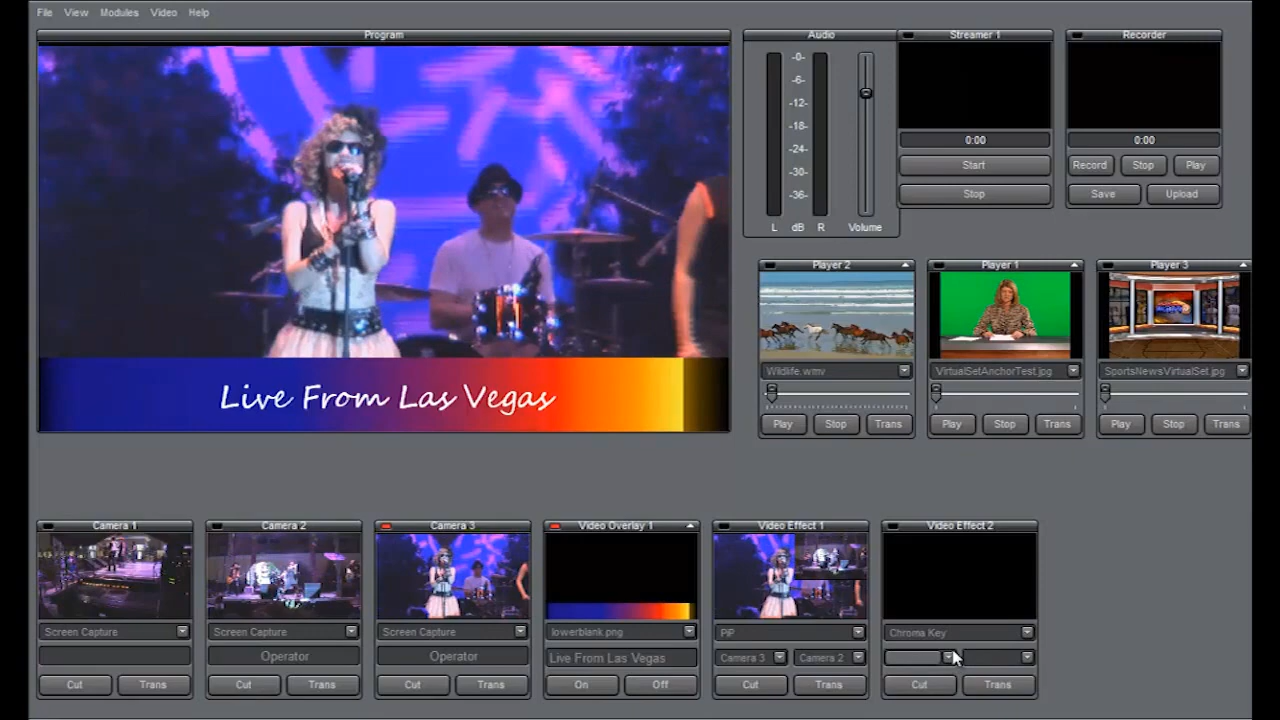 File View Modules Video Help
Program
Live From Las Vegas
Audio
-0-
-6-
-12-
-18-
-24-
-30-
-36-
L dB R Volume
Streamer 1
0:00
Start
Stop
Recorder
0:00
Record Stop Play
Save Upload
Player 2
Wildlife.wmv
Play Stop Trans
Player 1
VirtualSetAnchorTest.jpg
Play Stop Trans
Player 3
SportsNewsVirtualSet.jpg
Play Stop Trans
Camera 1
Screen Capture
Cut Trans
Camera 2
Screen Capture
Operator
Cut Trans
Camera 3
Screen Capture
Operator
Cut Trans
Video Overlay 1
lowerblank.png
Live From Las Vegas
On Off
Video Effect 1
PiP
Camera 3 Camera 2
Cut Trans
Video Effect 2
Chroma Key
Cut Trans